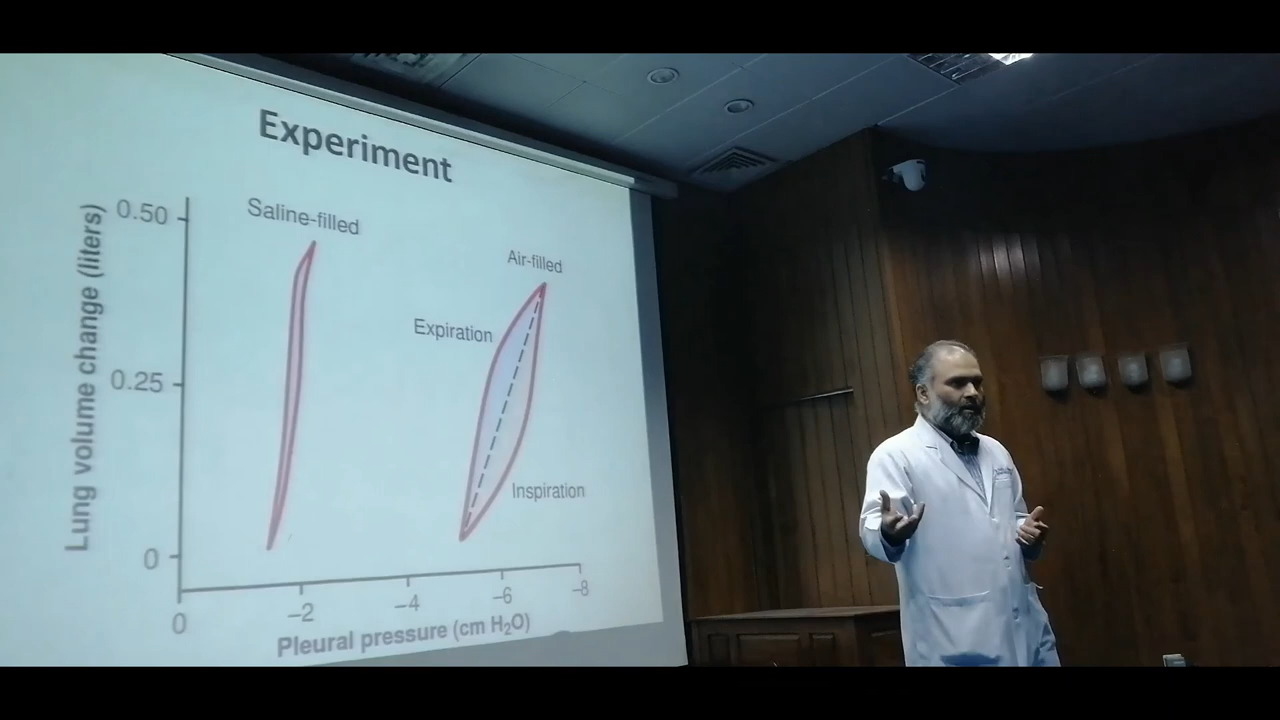 Experiment
Lung volume change (liters)
0.50
0.25
0
Saline-filled
Air-filled
Expiration
Inspiration
0
–2
–4
–6
–8
Pleural pressure (cm H₂O)